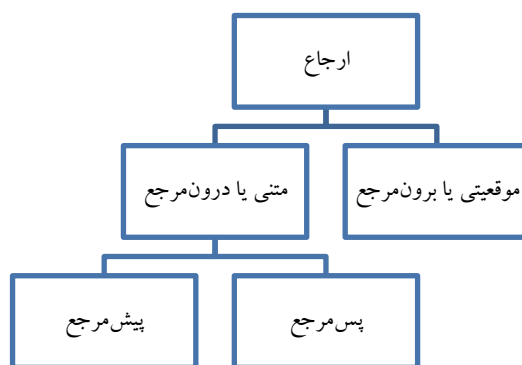 ارجاع
موقعیتی یا برون‌مرجع
متنی یا درون‌مرجع
پس‌مرجع
پیش‌مرجع